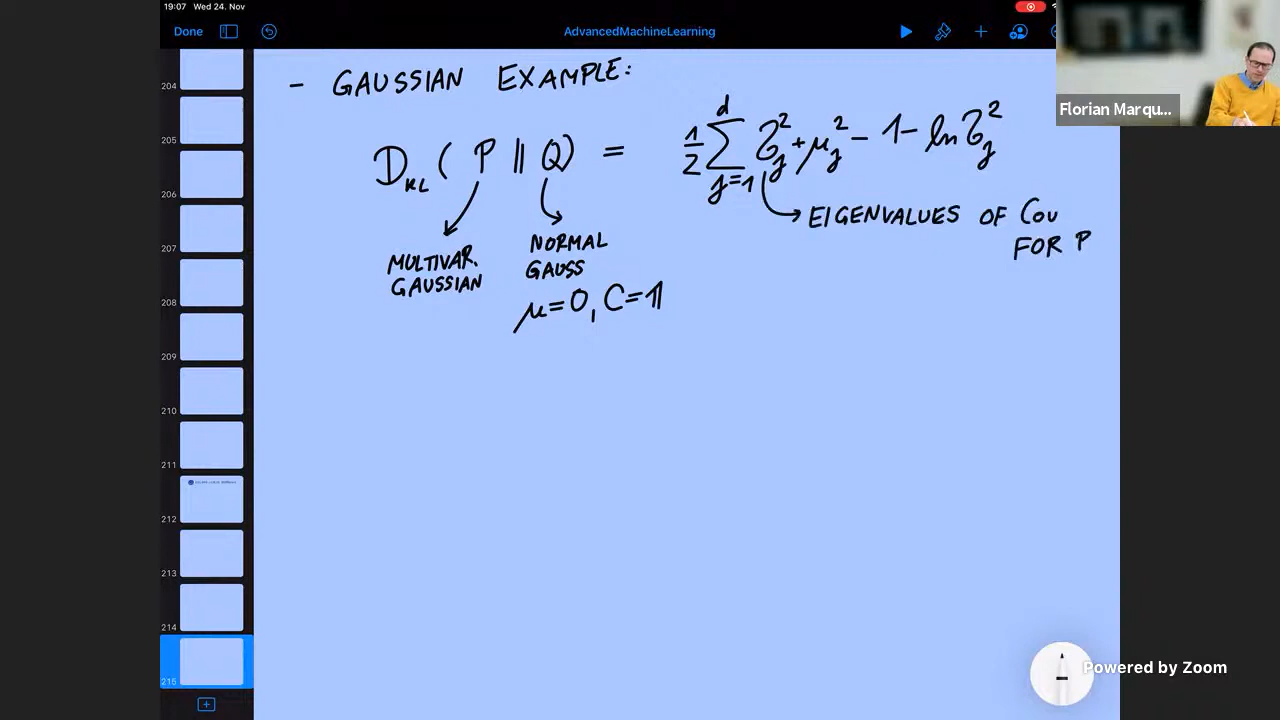 19:07 Wed 24. Nov
Done
AdvancedMachineLearning
Florian Marqu...
- GAUSSIAN EXAMPLE:
D_KL ( P || Q ) = 1/2 ∑_{j=1}^{d} σ_j^2 + μ_j^2 - 1 - ln σ_j^2
EIGENVALUES OF Cov
FOR P
MULTIVAR.
GAUSSIAN
NORMAL
GAUSS
μ=0, C=𝟙
204
205
206
207
208
209
210
211
212
213
214
215
Powered by Zoom